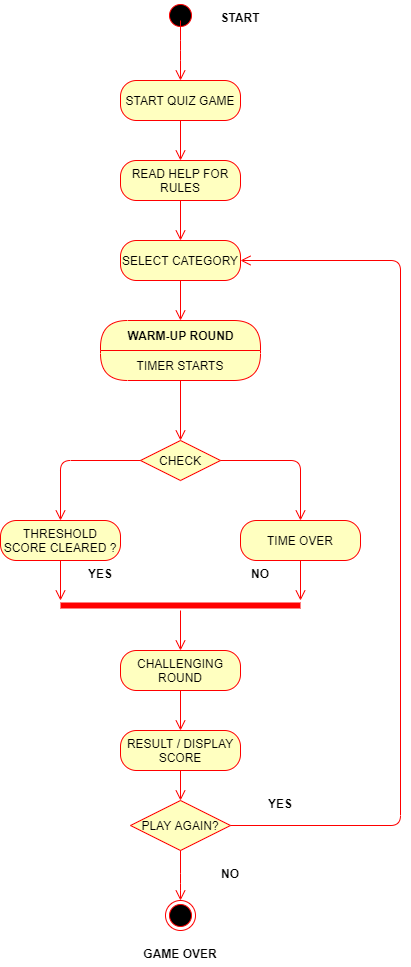 START
START QUIZ GAME
READ HELP FOR
RULES
SELECT CATEGORY
WARM-UP ROUND
TIMER STARTS
CHECK
THRESHOLD
SCORE CLEARED ?
TIME OVER
YES
NO
CHALLENGING
ROUND
RESULT / DISPLAY
SCORE
PLAY AGAIN?
YES
NO
GAME OVER